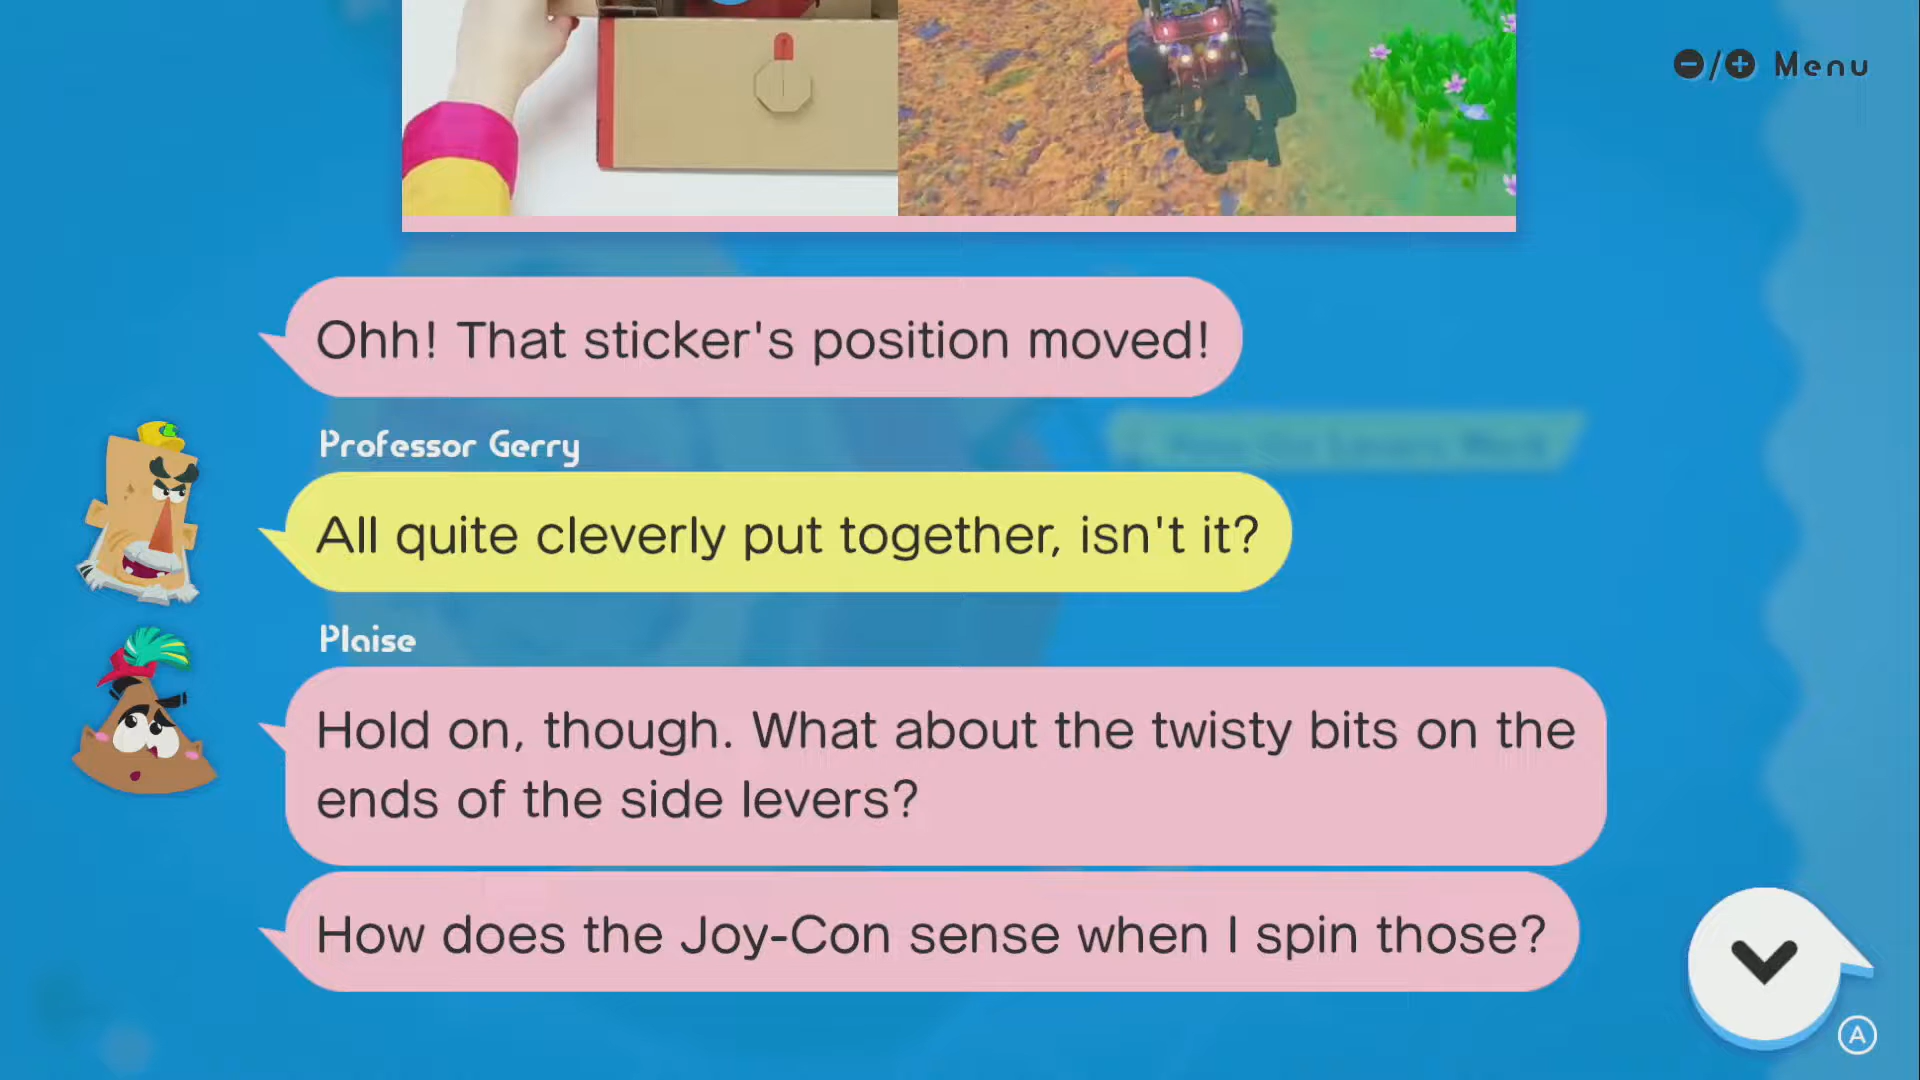 Menu
Ohh! That sticker's position moved!
Professor Gerry
All quite cleverly put together, isn't it?
Plaise
Hold on, though. What about the twisty bits on the
ends of the side levers?
How does the Joy-Con sense when I spin those?
A